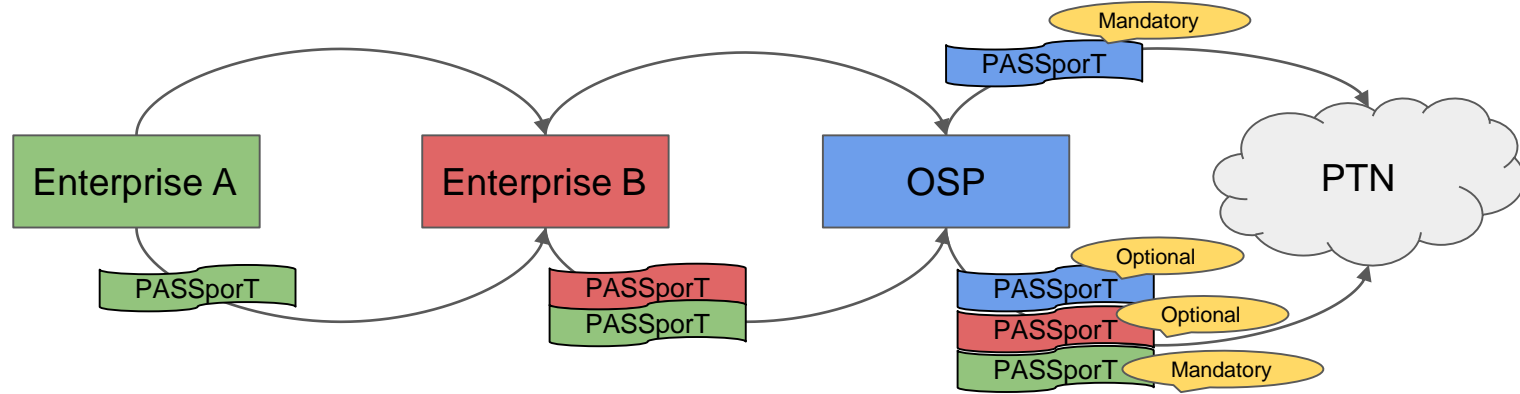 Mandatory
PASSporT
Enterprise A
Enterprise B
OSP
PTN
PASSporT
PASSporT
PASSporT
Optional
PASSporT
Optional
PASSporT
Mandatory
PASSporT